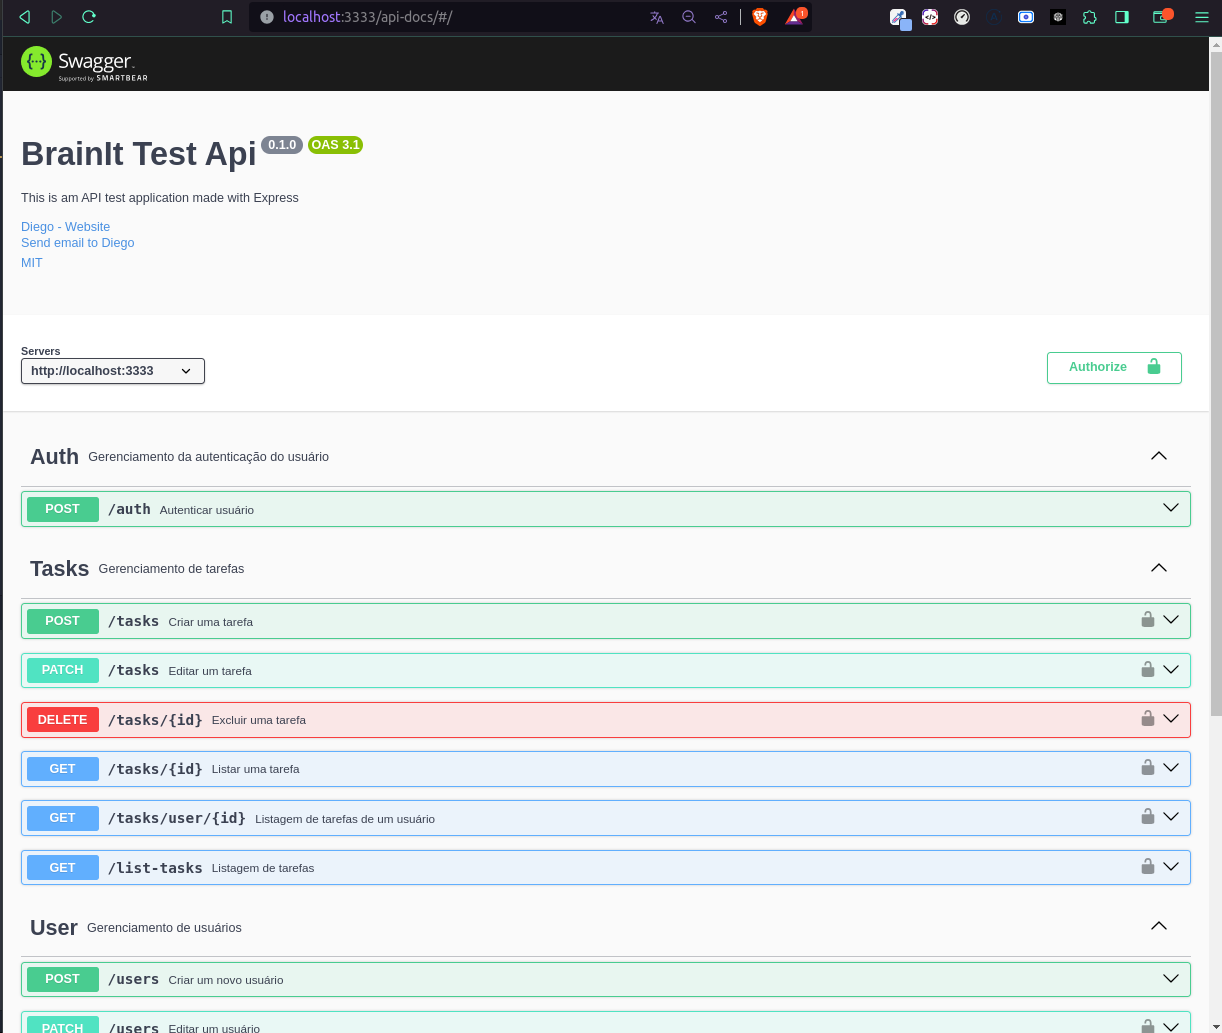 localhost:3333/api-docs/#/
1
Swagger
Supported by SMARTBEAR
BrainIt Test Api 0.1.0 OAS 3.1
This is am API test application made with Express
Diego - Website
Send email to Diego
MIT
Servers
http://localhost:3333
Authorize
Auth Gerenciamento da autenticação do usuário
POST /auth Autenticar usuário
Tasks Gerenciamento de tarefas
POST /tasks Criar uma tarefa
PATCH /tasks Editar um tarefa
DELETE /tasks/{id} Excluir uma tarefa
GET /tasks/{id} Listar uma tarefa
GET /tasks/user/{id} Listagem de tarefas de um usuário
GET /list-tasks Listagem de tarefas
User Gerenciamento de usuários
POST /users Criar um novo usuário
PATCH /users Editar um usuário